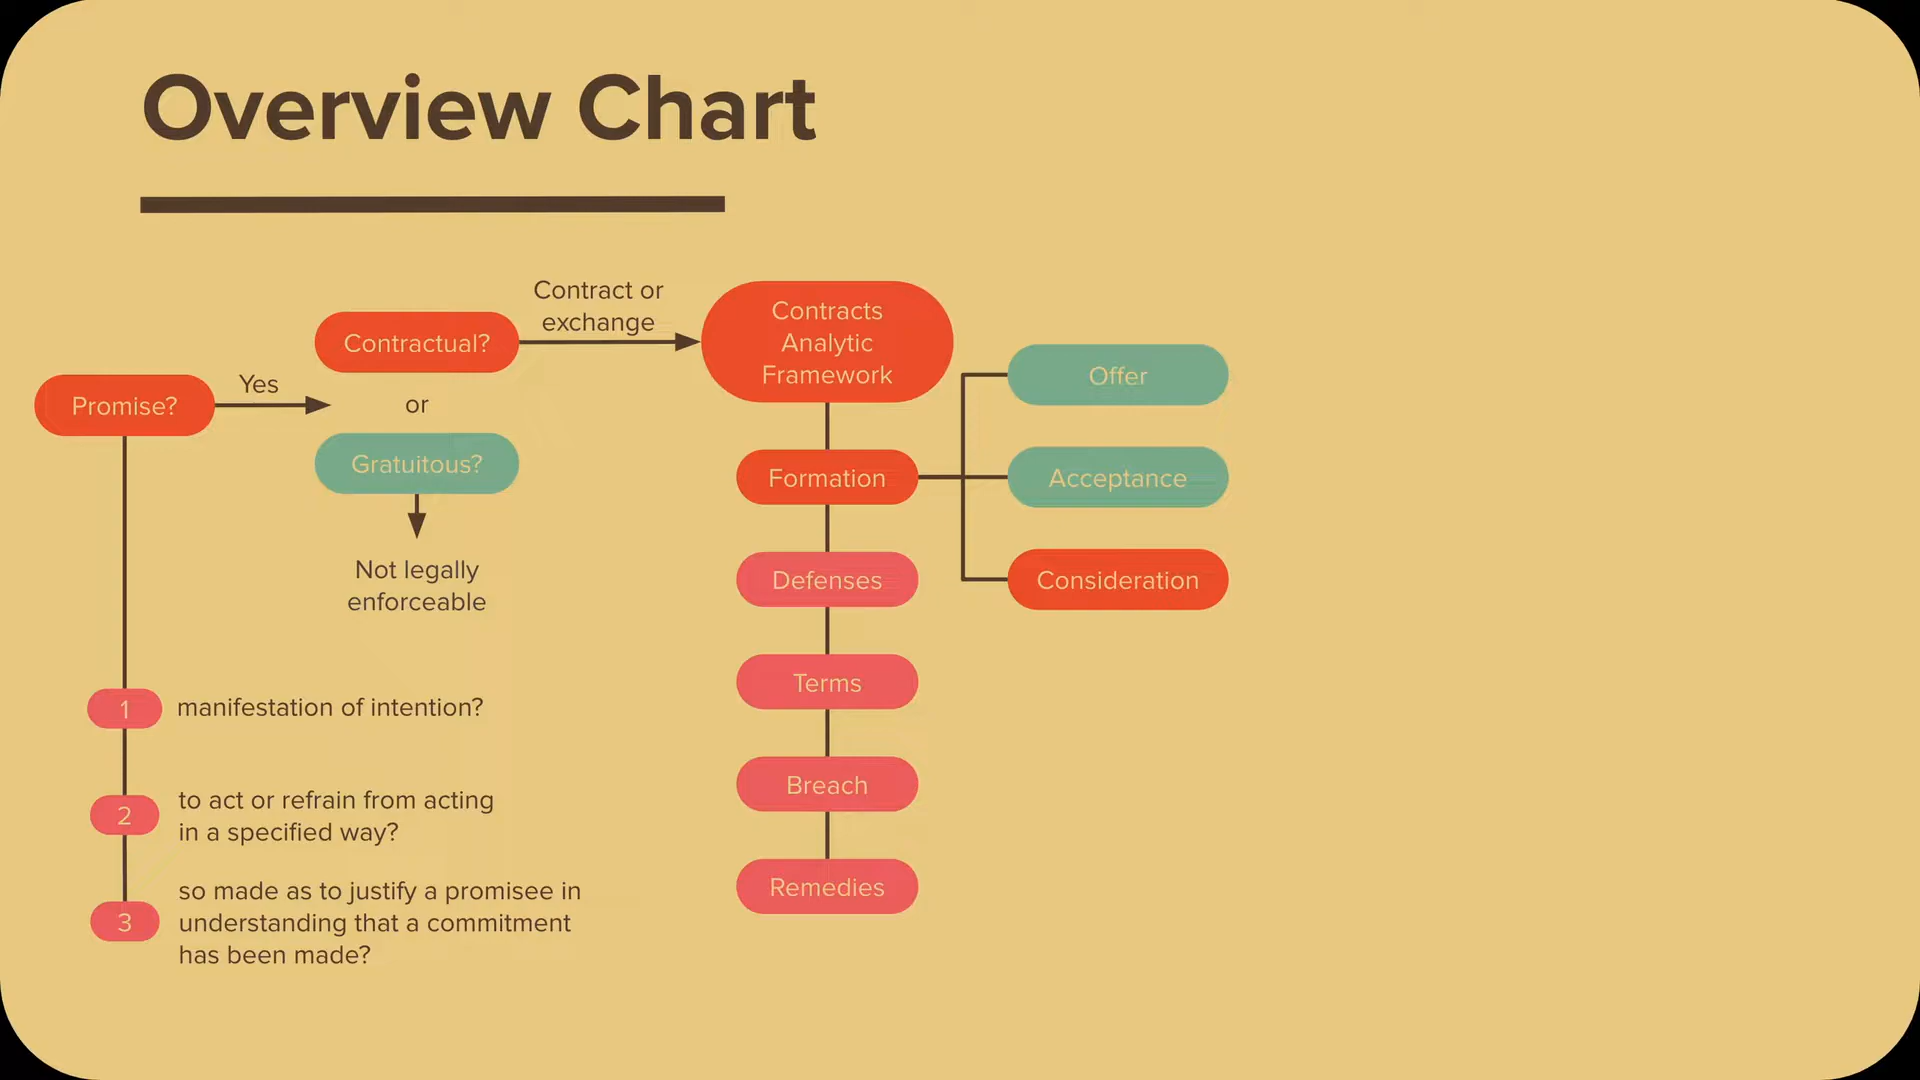 Overview Chart
Promise?
Yes
Contractual?
or
Gratuitous?
Not legally
enforceable
Contract or
exchange
1
manifestation of intention?
2
to act or refrain from acting
in a specified way?
3
so made as to justify a promisee in
understanding that a commitment
has been made?
Contracts
Analytic
Framework
Formation
Defenses
Terms
Breach
Remedies
Offer
Acceptance
Consideration